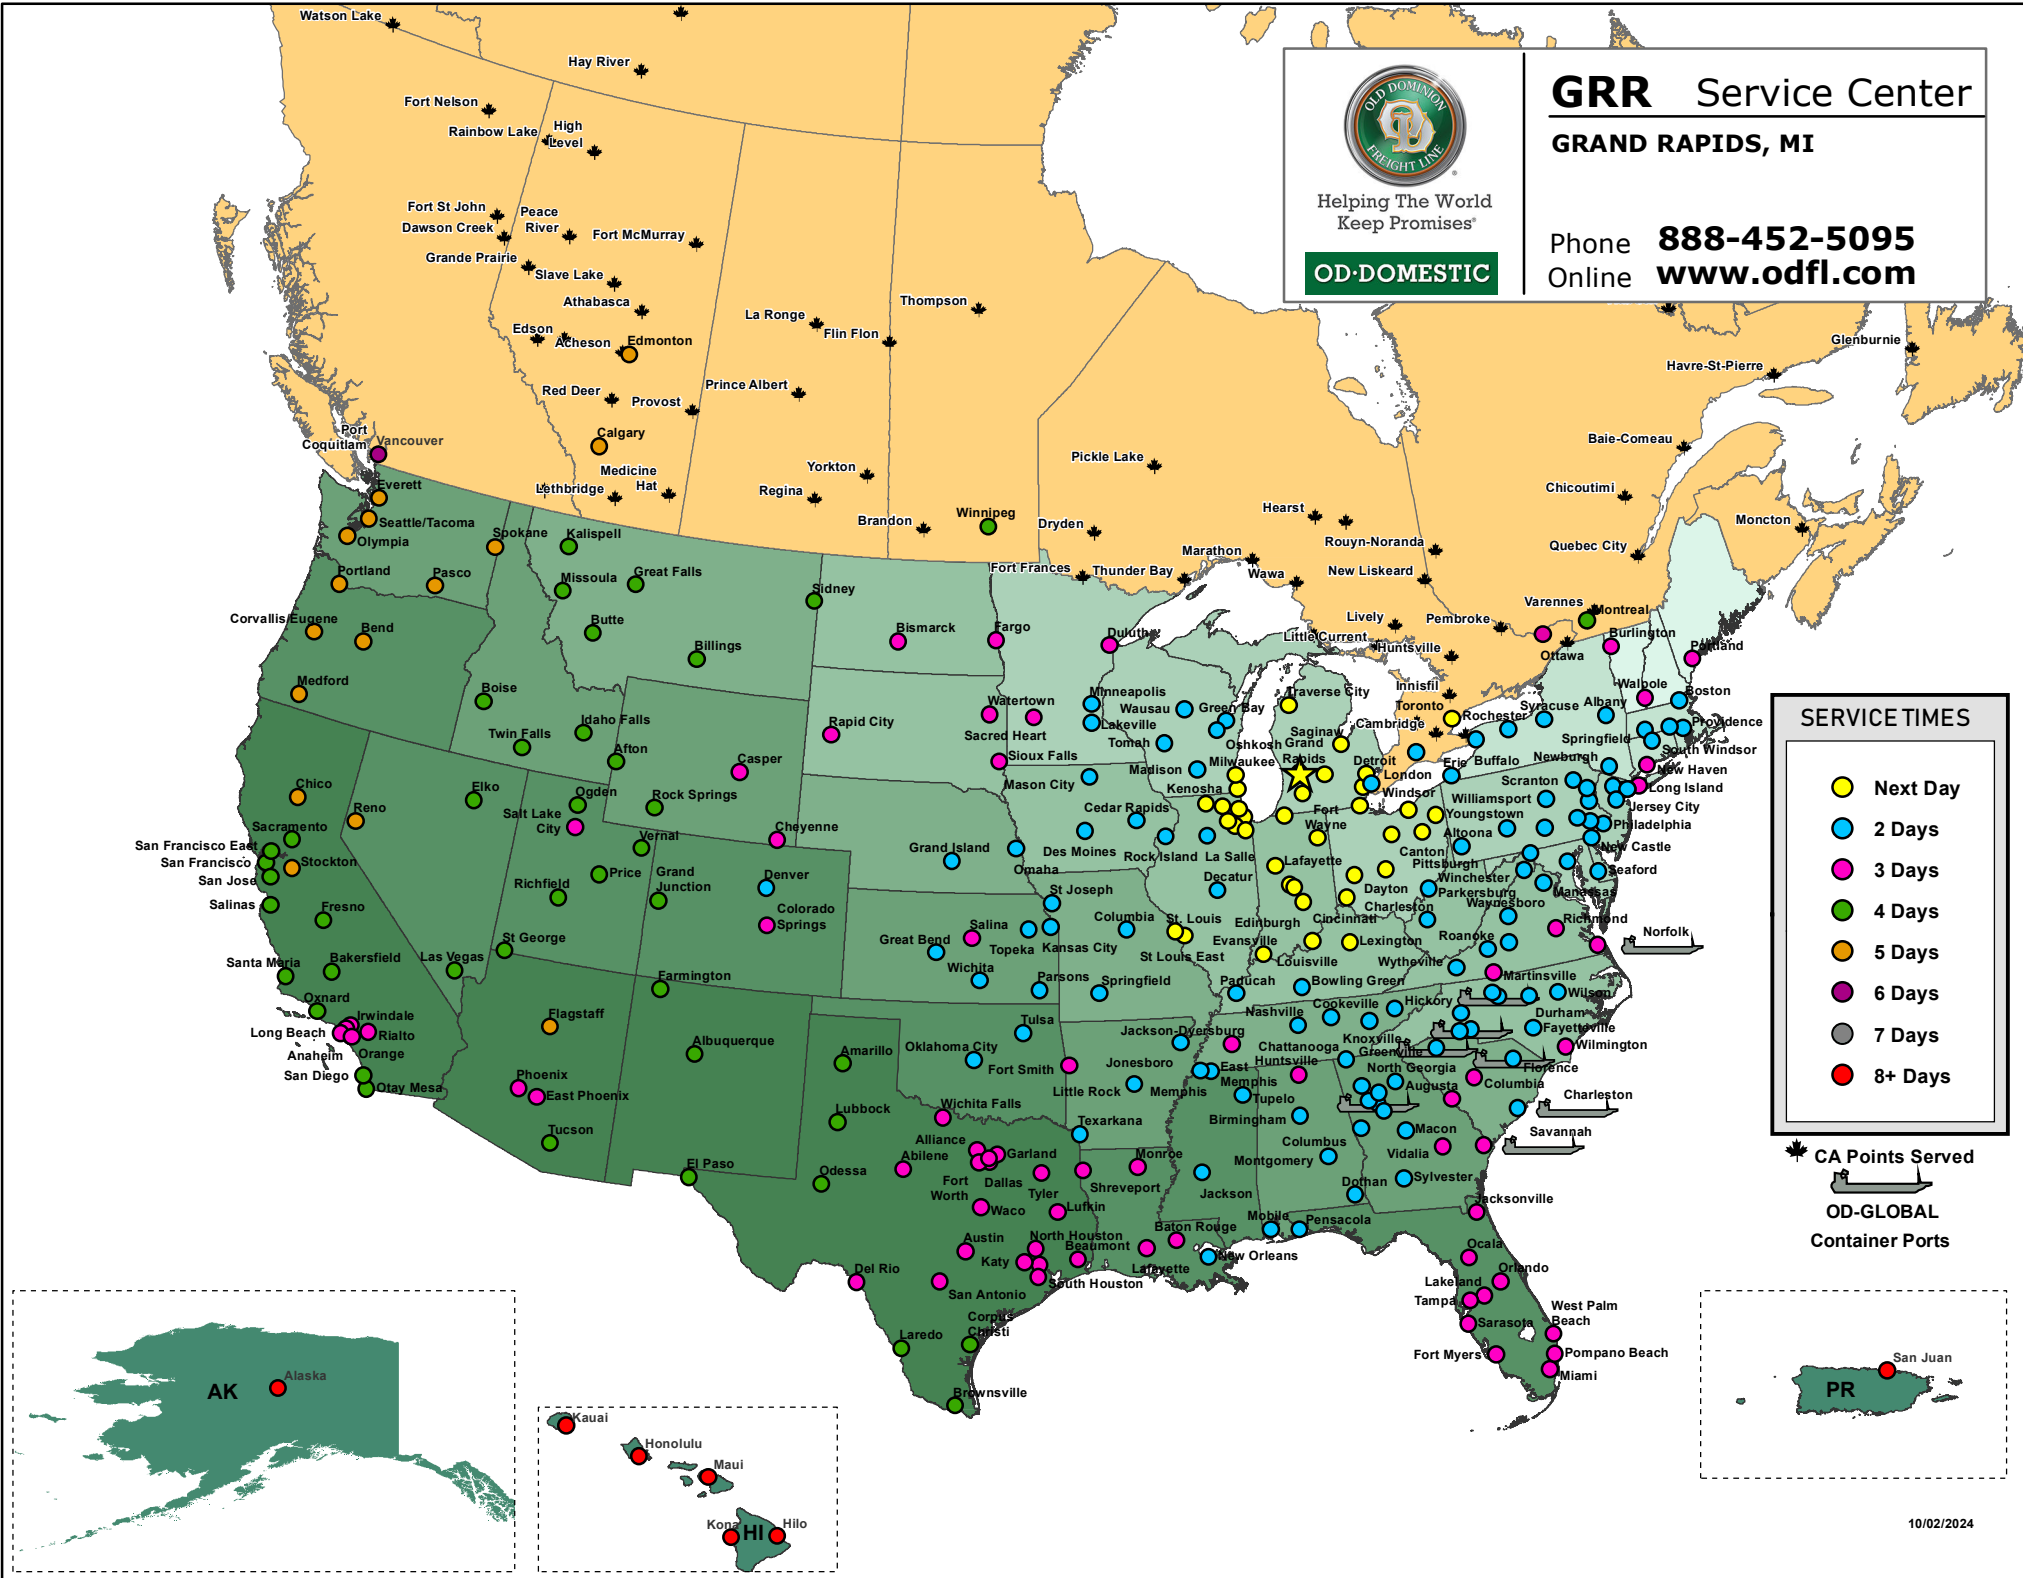 Watson Lake
Hay River
Fort Nelson
Rainbow Lake
High
Level
Fort St John
Dawson Creek
Peace
River
Fort McMurray
Grande Prairie
Slave Lake
Athabasca
Edson
Acheson
Edmonton
La Ronge
Flin Flon
Thompson
Red Deer
Provost
Prince Albert
Port
Coquitlam
Vancouver
Calgary
Medicine
Hat
Lethbridge
Yorkton
Regina
Brandon
Winnipeg
Pickle Lake
Dryden
Fort Frances
Thunder Bay
Marathon
Wawa
Hearst
Rouyn-Noranda
New Liskeard
Lively
Little Current
Pembroke
Huntsville
Innisfil
Toronto
Cambridge
Ottawa
Varennes
Montreal
Quebec City
Chicoutimi
Baie-Comeau
Havre-St-Pierre
Glenburnie
Moncton
OLD DOMINION
FREIGHT LINE
Helping The World
Keep Promises®
OD·DOMESTIC
GRR Service Center
GRAND RAPIDS, MI
Phone 888-452-5095
Online www.odfl.com
Everett
Seattle/Tacoma
Olympia
Spokane
Portland
Pasco
Corvallis/Eugene
Bend
Medford
Kalispell
Missoula
Great Falls
Butte
Billings
Sidney
Boise
Idaho Falls
Twin Falls
Afton
Casper
Rock Springs
Cheyenne
Chico
Reno
Elko
Sacramento
San Francisco East
San Francisco
Stockton
San Jose
Salinas
Fresno
Santa Maria
Bakersfield
Oxnard
Irwindale
Long Beach
Rialto
Anaheim
Orange
San Diego
Otay Mesa
Las Vegas
Ogden
Salt Lake
City
Vernal
Price
Richfield
St George
Grand
Junction
Denver
Colorado
Springs
Farmington
Flagstaff
Albuquerque
Phoenix
East Phoenix
Tucson
El Paso
Bismarck
Fargo
Duluth
Rapid City
Watertown
Sacred Heart
Sioux Falls
Minneapolis
Lakeville
Wausau
Green Bay
Tomah
Oshkosh
Madison
Milwaukee
Kenosha
Mason City
Cedar Rapids
Des Moines
Rock Island
La Salle
Decatur
Grand Island
Omaha
St Joseph
Salina
Topeka
Kansas City
Great Bend
Wichita
Parsons
Columbia
St. Louis
St Louis East
Springfield
Tulsa
Oklahoma City
Fort Smith
Amarillo
Lubbock
Wichita Falls
Alliance
Abilene
Garland
Fort
Worth
Dallas
Odessa
Tyler
Waco
Lufkin
Austin
North Houston
Katy
Beaumont
South Houston
Del Rio
San Antonio
Corpus
Christi
Laredo
Brownsville
Texarkana
Shreveport
Monroe
Lafayette
Baton Rouge
New Orleans
Jackson
Little Rock
Jonesboro
Memphis
East
Memphis
Tupelo
Jackson-Dyersburg
Paducah
Bowling Green
Nashville
Cookeville
Knoxville
Chattanooga
Huntsville
Birmingham
Montgomery
Mobile
Pensacola
Dothan
Columbus
North Georgia
Augusta
Macon
Vidalia
Sylvester
Savannah
Jacksonville
Ocala
Orlando
Lakeland
Tampa
Sarasota
Fort Myers
West Palm
Beach
Pompano Beach
Miami
Traverse City
Saginaw
Grand
Rapids
Detroit
London
Windsor
Fort
Wayne
Lafayette
Edinburgh
Evansville
Louisville
Lexington
Cincinnati
Dayton
Canton
Youngstown
Erie
Pittsburgh
Altoona
Winchester
Parkersburg
Charleston
Waynesboro
Roanoke
Wytheville
Martinsville
Richmond
Norfolk
Manassas
Seaford
New Castle
Philadelphia
Jersey City
Long Island
New Haven
South Windsor
Springfield
Newburgh
Scranton
Williamsport
Buffalo
Rochester
Syracuse
Albany
Burlington
Portland
Walpole
Boston
Providence
Hickory
Wilson
Durham
Fayetteville
Wilmington
Greenville
Florence
Columbia
Charleston
SERVICE TIMES
Next Day
2 Days
3 Days
4 Days
5 Days
6 Days
7 Days
8+ Days
CA Points Served
OD-GLOBAL
Container Ports
AK
Alaska
Kauai
Honolulu
Maui
Kona
HI
Hilo
San Juan
PR
10/02/2024